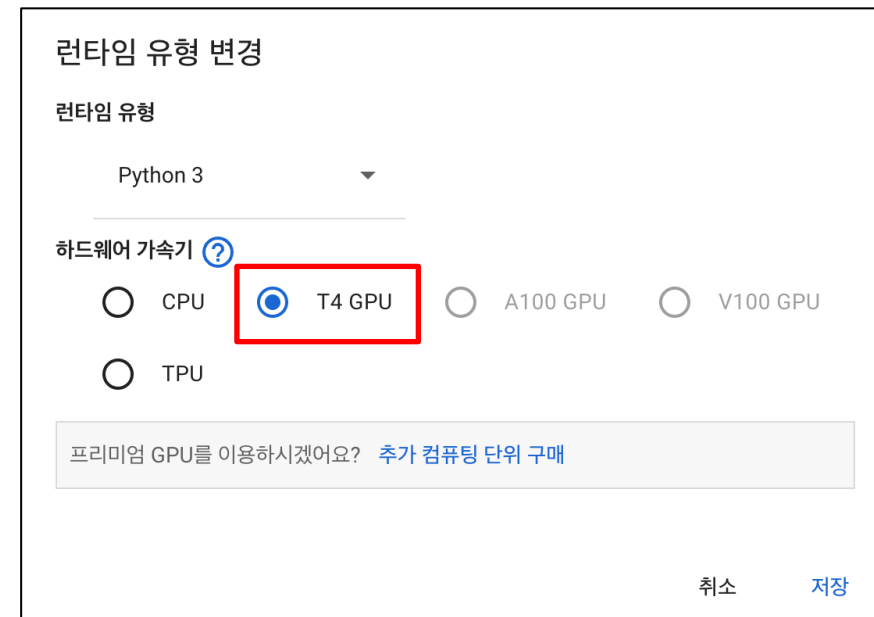 런타임 유형 변경
런타임 유형
Python 3
하드웨어 가속기 ?
CPU T4 GPU A100 GPU V100 GPU
TPU
프리미엄 GPU를 이용하시겠어요? 추가 컴퓨팅 단위 구매
취소 저장